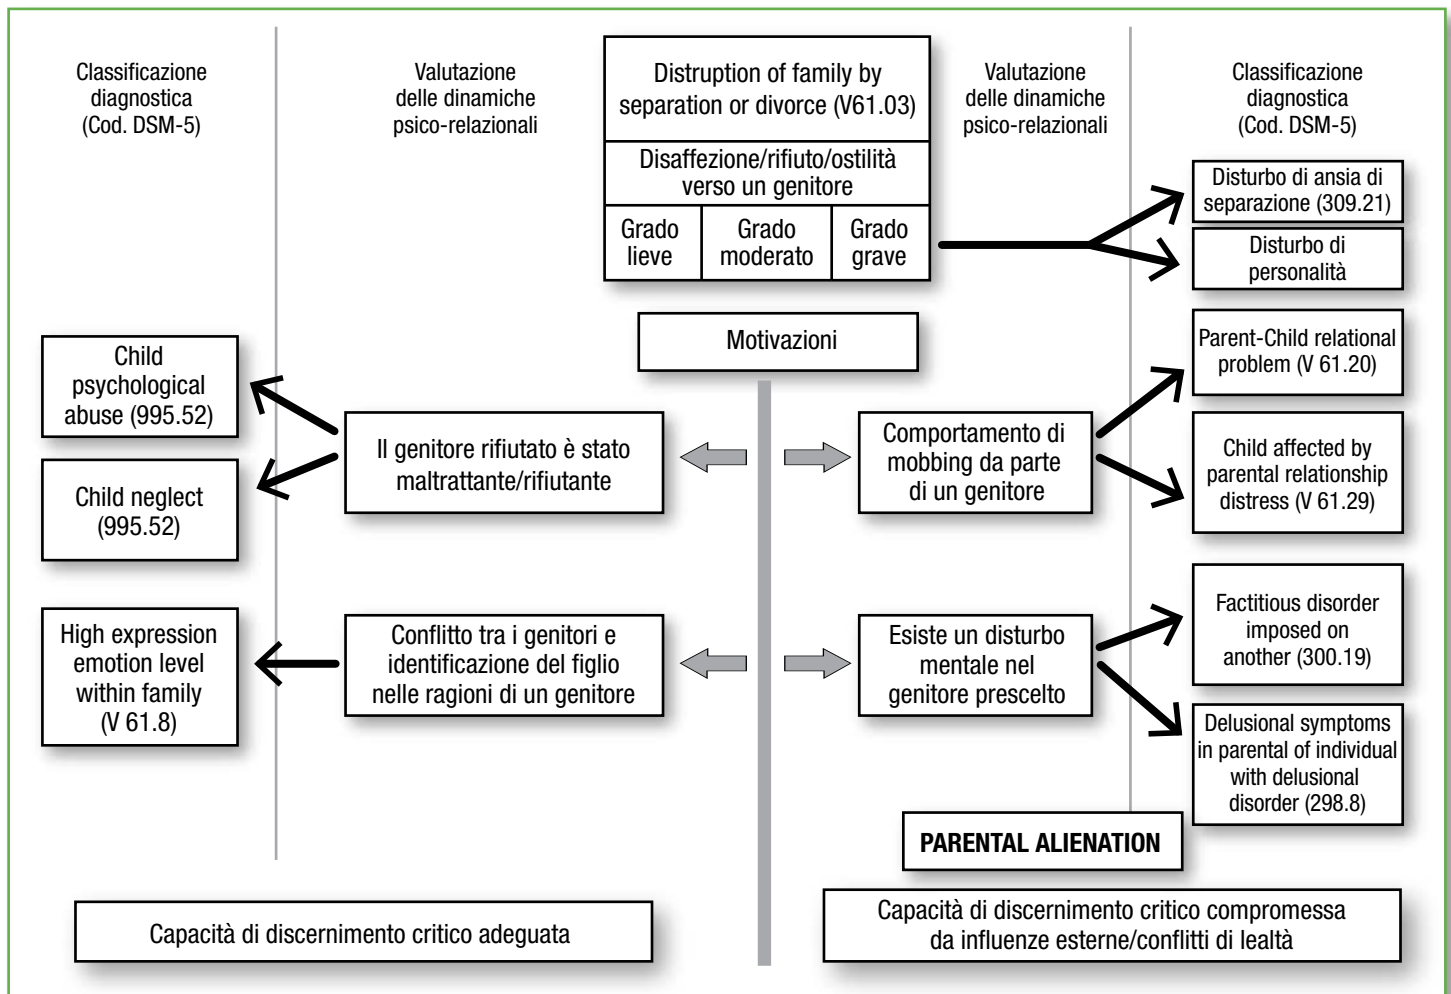 Classificazione
diagnostica
(Cod. DSM-5)
Valutazione
delle dinamiche
psico-relazionali
Distruption of family by
separation or divorce (V61.03)
Disaffezione/rifiuto/ostilità
verso un genitore
Grado
lieve
Grado
moderato
Grado
grave
Valutazione
delle dinamiche
psico-relazionali
Classificazione
diagnostica
(Cod. DSM-5)
Disturbo di ansia di
separazione (309.21)
Disturbo di
personalità
Motivazioni
Child
psychological
abuse (995.52)
Child neglect
(995.52)
Il genitore rifiutato è stato
maltrattante/rifiutante
Comportamento di
mobbing da parte
di un genitore
Parent-Child relational
problem (V 61.20)
Child affected by
parental relationship
distress (V 61.29)
High expression
emotion level
within family
(V 61.8)
Conflitto tra i genitori e
identificazione del figlio
nelle ragioni di un genitore
Esiste un disturbo
mentale nel
genitore prescelto
Factitious disorder
imposed on
another (300.19)
Delusional symptoms
in parental of individual
with delusional
disorder (298.8)
PARENTAL ALIENATION
Capacità di discernimento critico adeguata
Capacità di discernimento critico compromessa
da influenze esterne/conflitti di lealtà